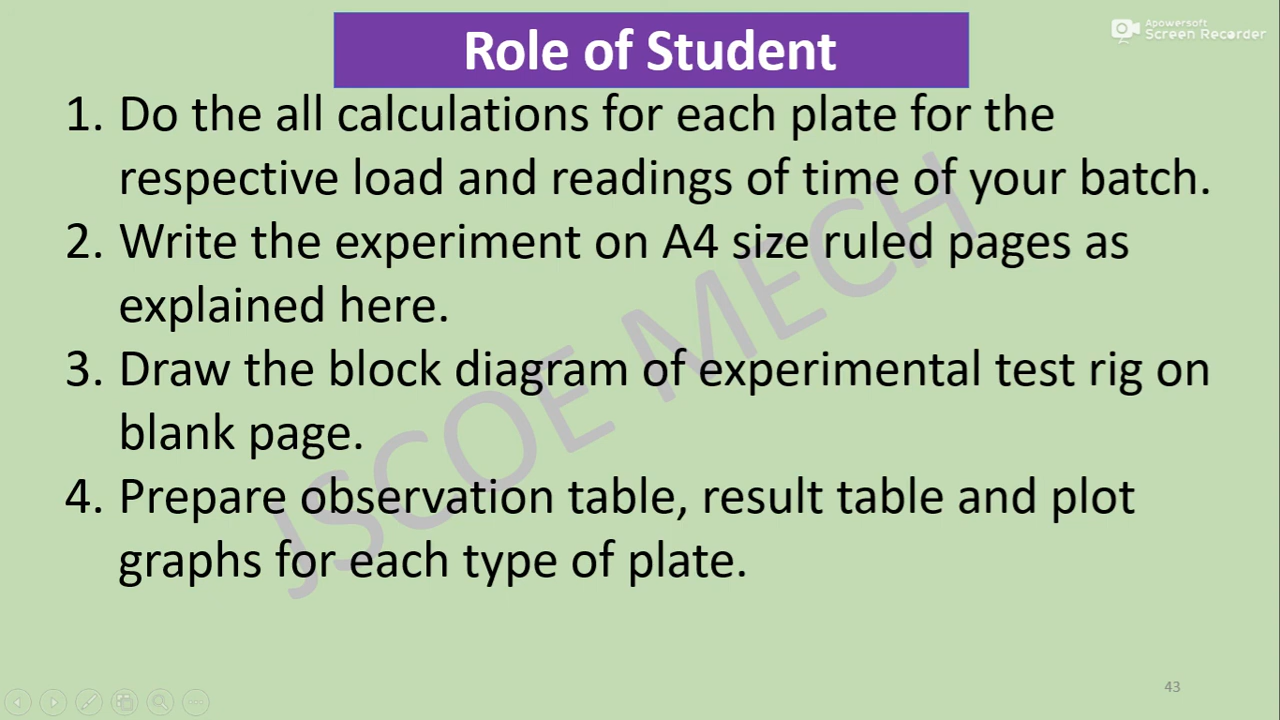 Role of Student
Apowersoft
Screen Recorder
1. Do the all calculations for each plate for the
respective load and readings of time of your batch.
2. Write the experiment on A4 size ruled pages as
explained here.
3. Draw the block diagram of experimental test rig on
blank page.
4. Prepare observation table, result table and plot
graphs for each type of plate.
JSCOE MECH
43